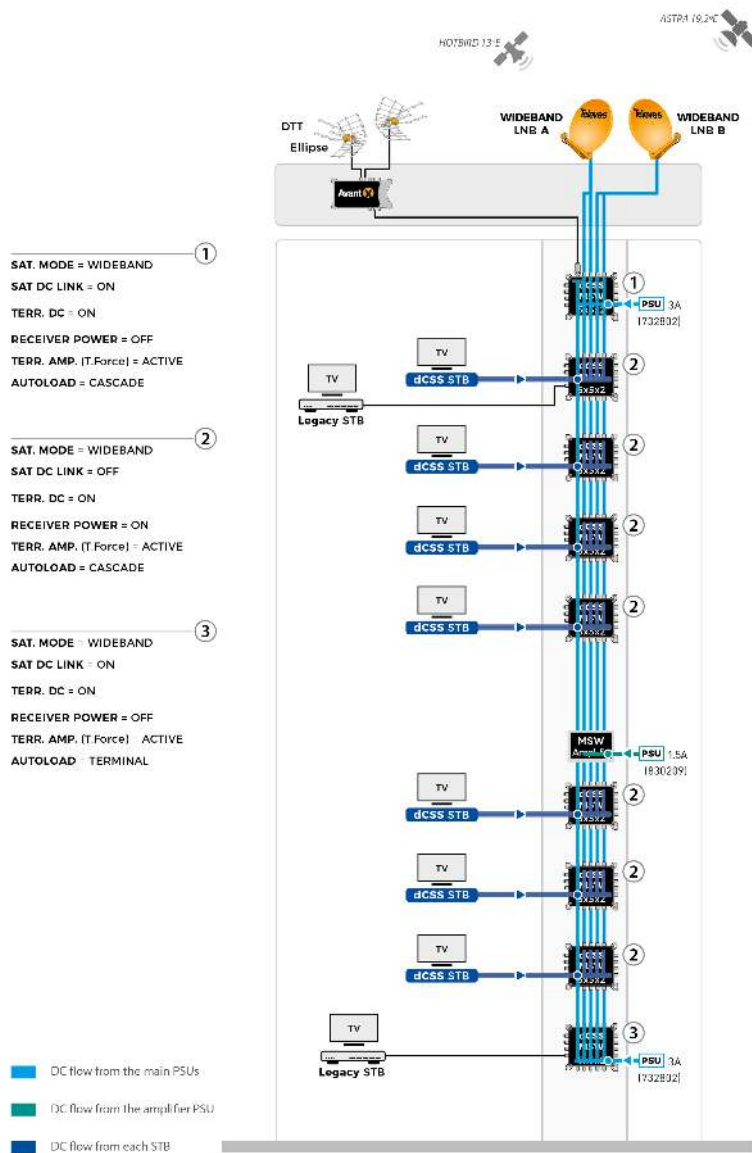 ASTRA 19,2ºE
HOTBIRD 13ºE
Televes
Televes
WIDEBAND
LNB A
WIDEBAND
LNB B
DTT
Ellipse
Avant X
1
SAT. MODE = WIDEBAND
SAT DC LINK = ON
TERR. DC = ON
RECEIVER POWER = OFF
TERR. AMP. (T.Force) = ACTIVE
AUTOLOAD = CASCADE
2
SAT. MODE = WIDEBAND
SAT DC LINK = OFF
TERR. DC = ON
RECEIVER POWER = ON
TERR. AMP. (T.Force) = ACTIVE
AUTOLOAD = CASCADE
3
SAT. MODE = WIDEBAND
SAT DC LINK = ON
TERR. DC = ON
RECEIVER POWER = OFF
TERR. AMP. (T.Force) = ACTIVE
AUTOLOAD = TERMINAL
1
PSU 3A
(732802)
TV
dCSS STB
2
5x5x2
TV
Legacy STB
TV
dCSS STB
2
TV
dCSS STB
2
TV
dCSS STB
2
MSW
PSU 1.5A
(830209)
TV
dCSS STB
2
TV
dCSS STB
2
TV
dCSS STB
2
TV
Legacy STB
3
PSU 3A
(732802)
DC flow from the main PSUs
DC flow from the amplifier PSU
DC flow from each STB